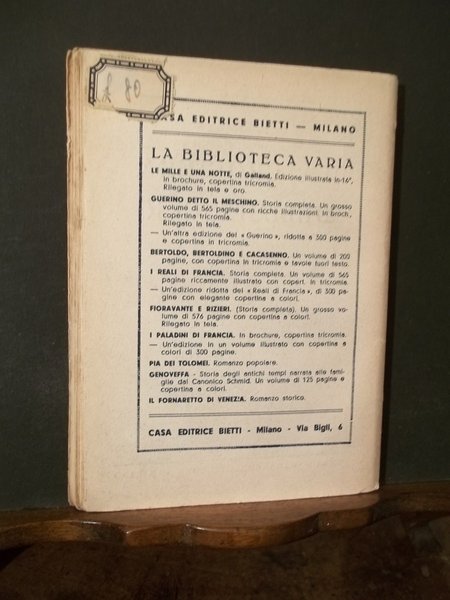 £ 80
CASA EDITRICE BIETTI — MILANO
LA BIBLIOTECA VARIA
LE MILLE E UNA NOTTE, di Galland. Edizione illustrata in-16°,
in brochure, copertina tricromia.
Rilegato in tela e oro.
GUERINO DETTO IL MESCHINO. Storia completa. Un grosso
volume di 565 pagine con ricche illustrazioni. In broch.,
copertina tricromia.
Rilegato in tela.
— Un'altra edizione del « Guerino », ridotta a 300 pagine
e copertina in tricromia.
BERTOLDO, BERTOLDINO E CACASENNO. Un volume di 200
pagine, con copertina in tricromia e tavole fuori testo.
I REALI DI FRANCIA. Storia completa. Un volume di 565
pagine riccamente illustrato con copert. in tricromia.
— Un'edizione ridotta dei « Reali di Francia », di 300 pa-
gine con elegante copertina a colori.
FIORAVANTE E RIZIERI. (Storia completa). Un grosso vo-
lume di 576 pagine con copertina a colori.
Rilegato in tela.
I PALADINI DI FRANCIA. In brochure, copertina tricromia.
— Un'edizione in un volume illustrato con copertina a
colori di 300 pagine.
PIA DEI TOLOMEI. Romanzo popolare.
GENOVEFFA - Storia degli antichi tempi narrata alle fami-
glie dal Canonico Schmid. Un volume di 125 pagine e
copertina a colori.
IL FORNARETTO DI VENEZIA. Romanzo storico.
CASA EDITRICE BIETTI - Milano - Via Bigli, 6